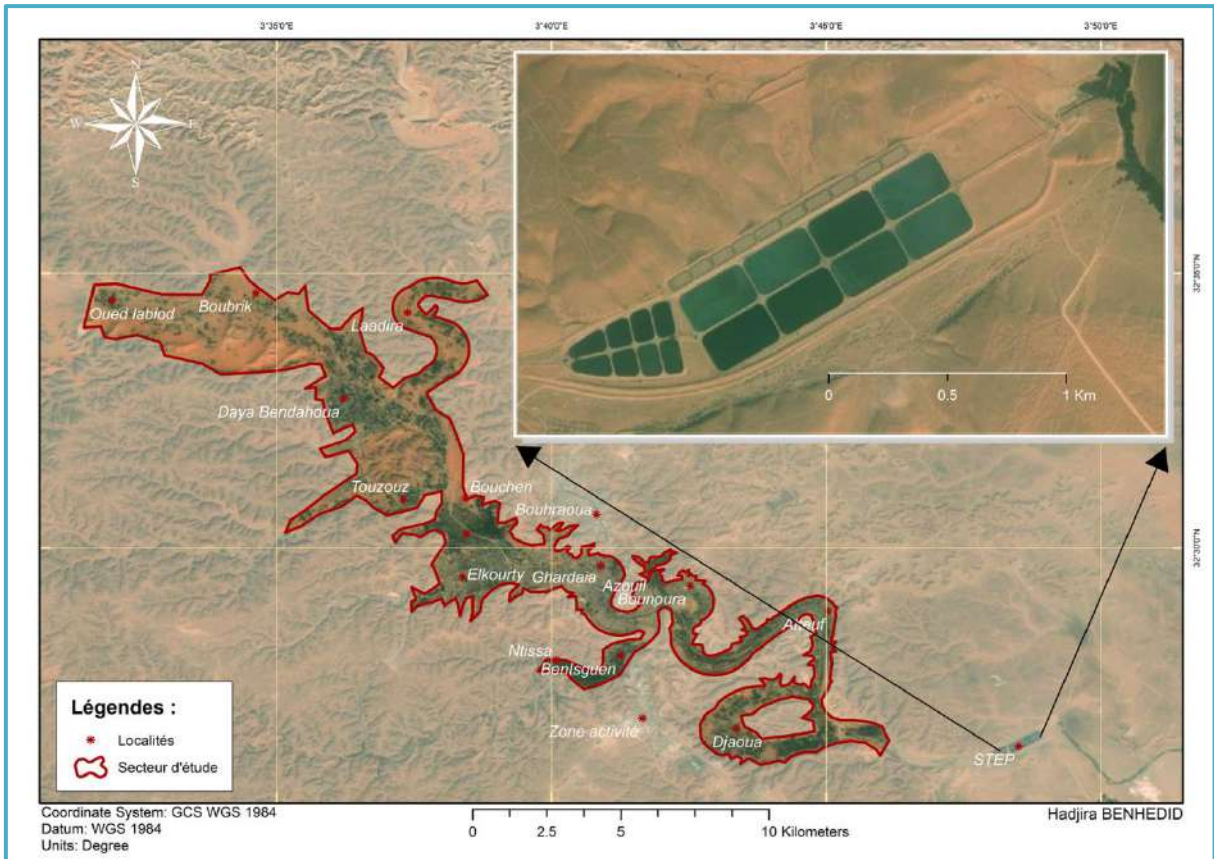 3°35'0"E
3°40'0"E
3°45'0"E
3°50'0"E
N
W
E
S
0 0.5 1 Km
32°35'0"N
Oued labiod
Boubrik
Laadira
Daya Bendahoua
Touzouz
Bouchen
Bouhraoua
32°30'0"N
Elkourty
Ghardaia
Azouil
Bounoura
Atteuf
Ntissa
BenIsguen
Zone activité
Djaoua
STEP
Légendes :
Localités
Secteur d'étude
Coordinate System: GCS WGS 1984
Datum: WGS 1984
Units: Degree
0 2.5 5 10 Kilometers
Hadjira BENHEDID